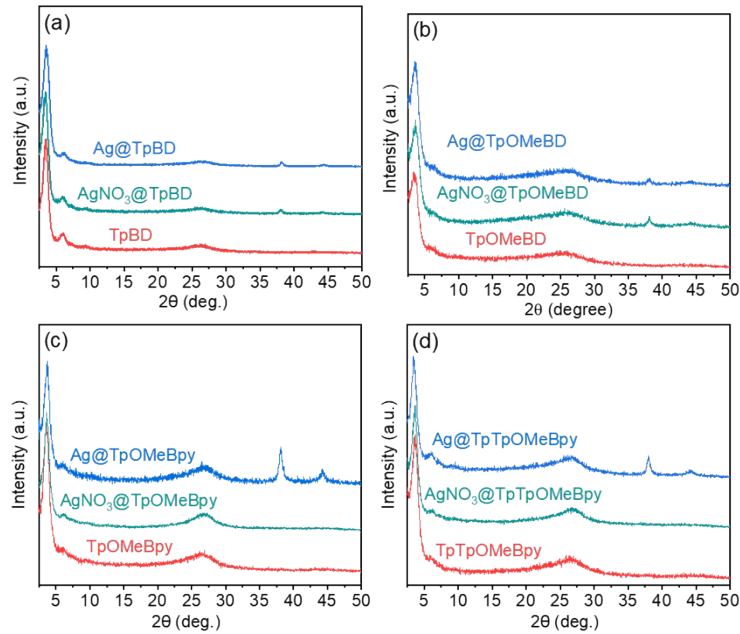 (a)
Intensity (a.u.)
Ag@TpBD
AgNO₃@TpBD
TpBD
5 10 15 20 25 30 35 40 45 50
2θ (deg.)
(b)
Intensity (a.u.)
Ag@TpOMeBD
AgNO₃@TpOMeBD
TpOMeBD
5 10 15 20 25 30 35 40 45 50
2θ (degree)
(c)
Intensity (a.u.)
Ag@TpOMeBpy
AgNO₃@TpOMeBpy
TpOMeBpy
5 10 15 20 25 30 35 40 45 50
2θ (deg.)
(d)
Intensity (a.u.)
Ag@TpTpOMeBpy
AgNO₃@TpTpOMeBpy
TpTpOMeBpy
5 10 15 20 25 30 35 40 45 50
2θ (deg.)